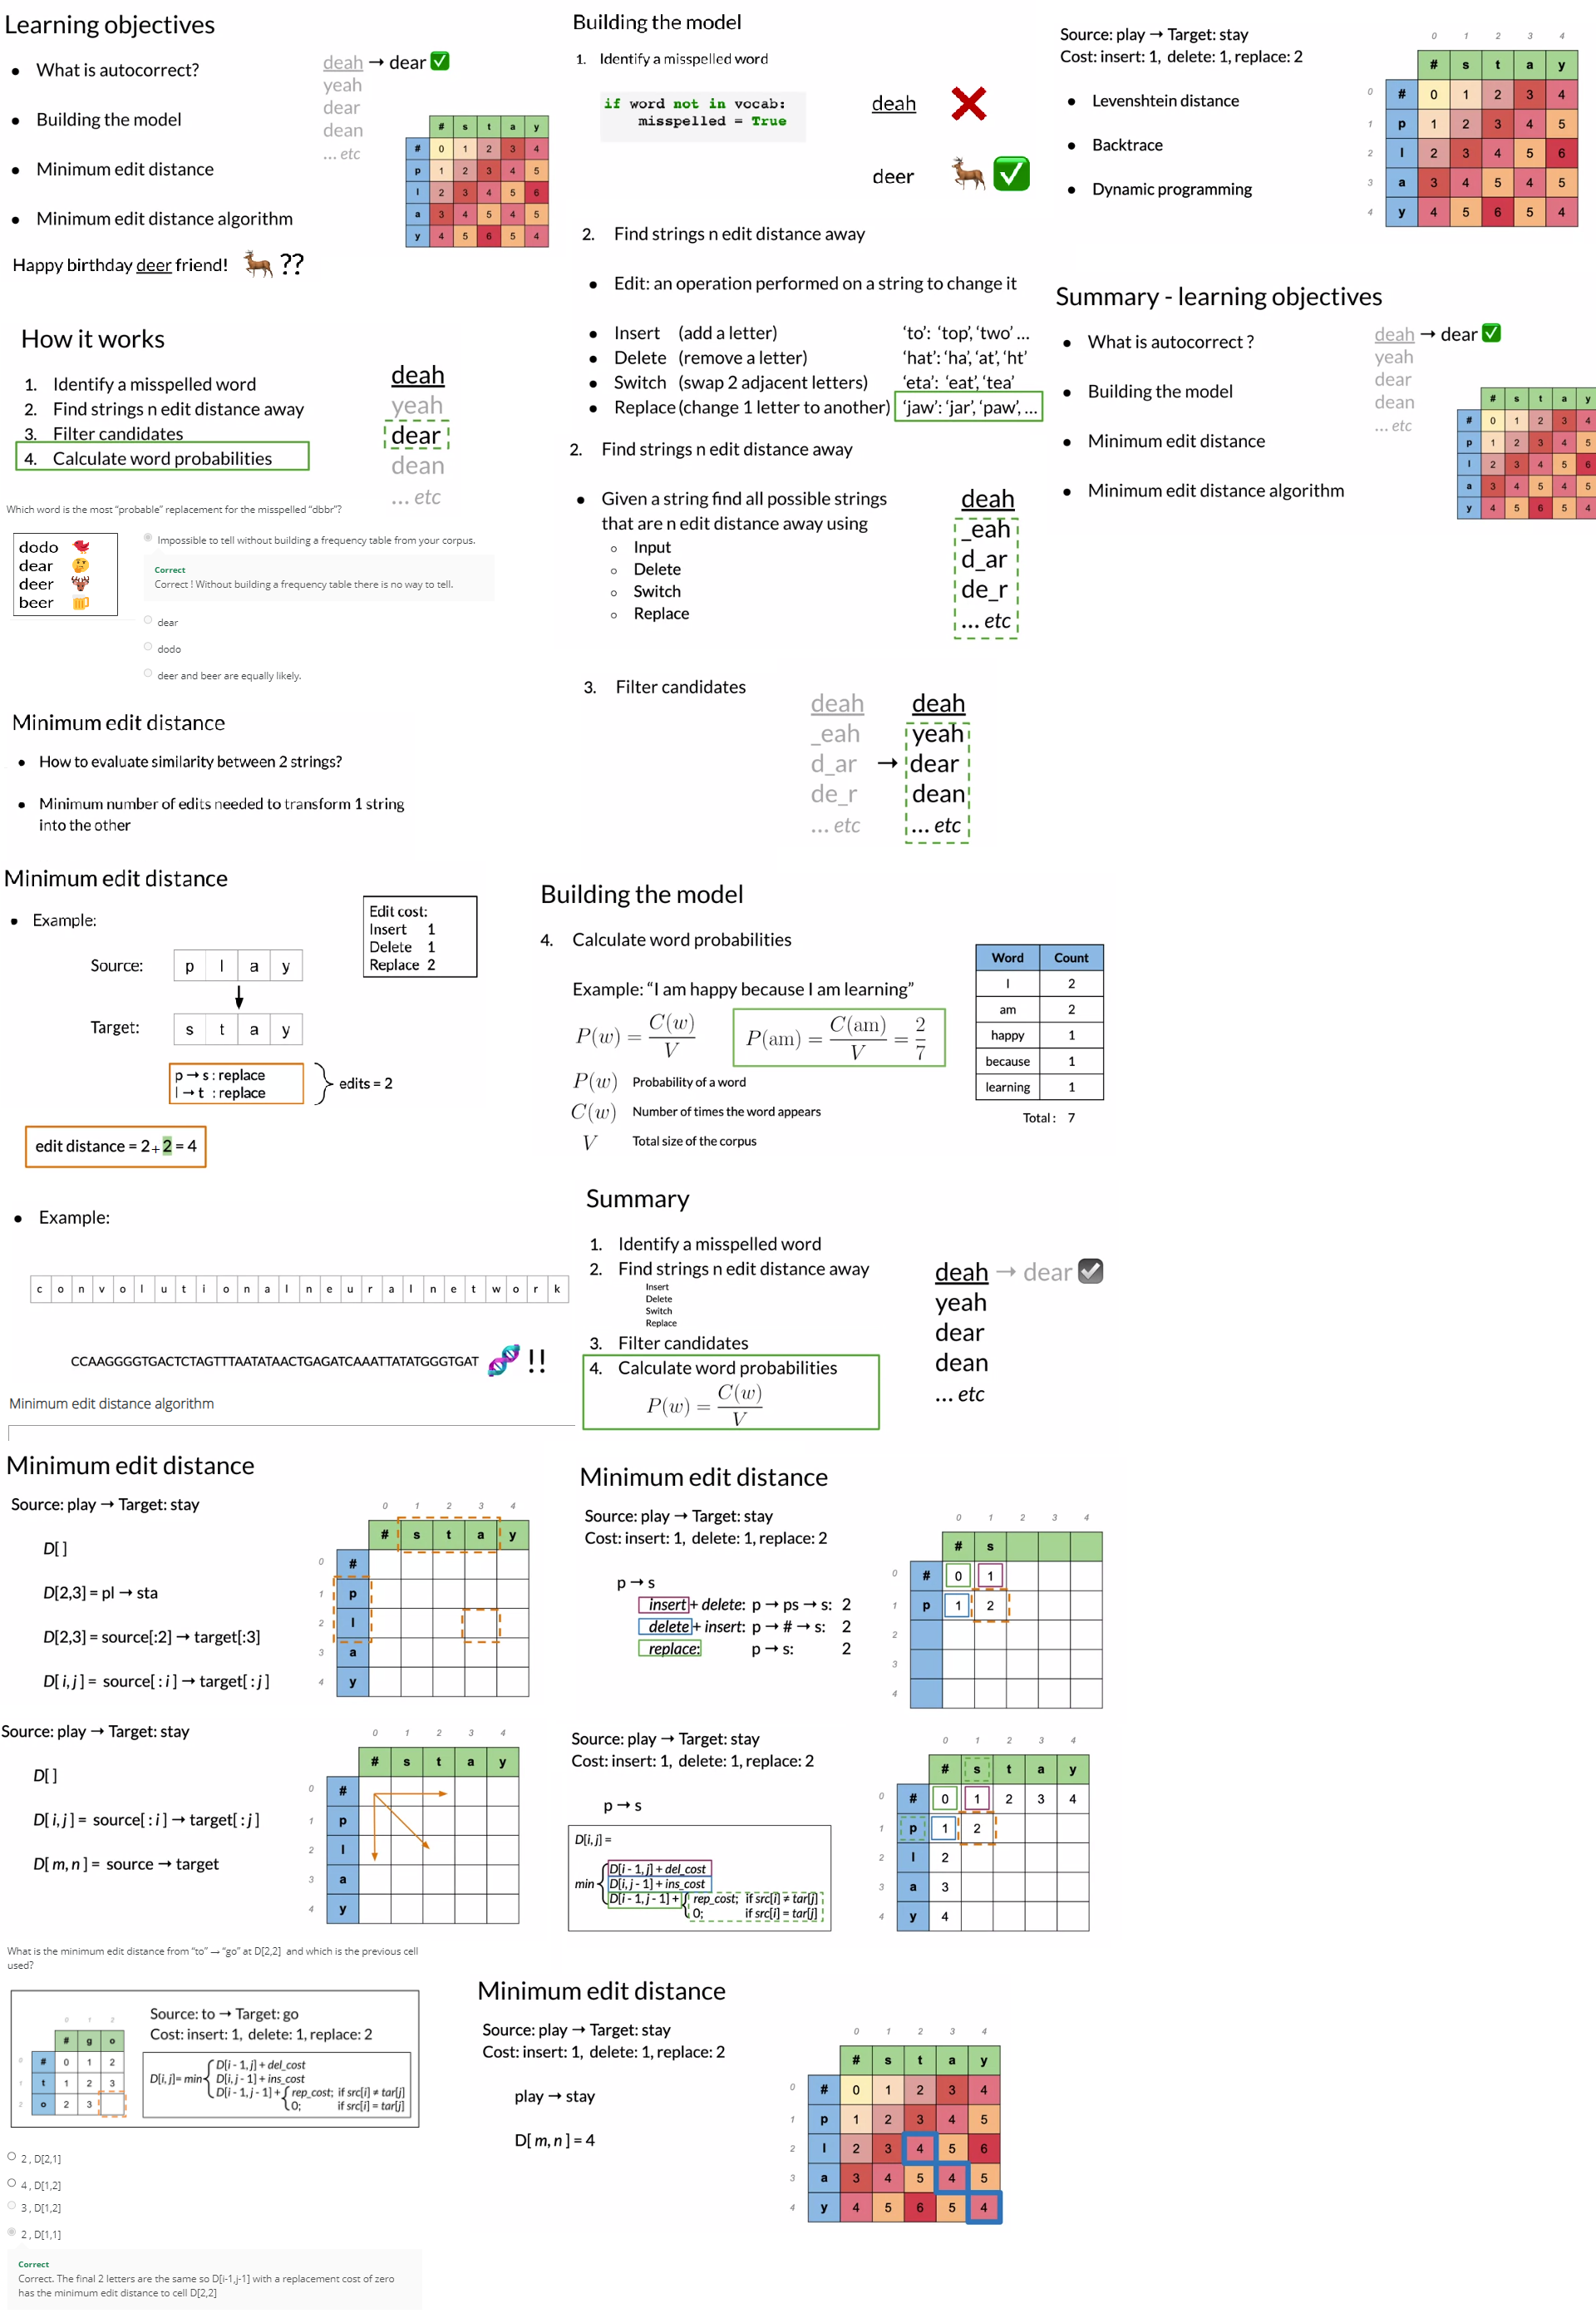 Learning objectives
● What is autocorrect?
● Building the model
● Minimum edit distance
● Minimum edit distance algorithm
deah → dear
yeah
dear
dean
... etc
# s t a y
# 0 1 2 3 4
p 1 2 3 4 5
l 2 3 4 5 6
a 3 4 5 4 5
y 4 5 6 5 4
Happy birthday deer friend! ??
How it works
1. Identify a misspelled word
2. Find strings n edit distance away
3. Filter candidates
4. Calculate word probabilities
deah
yeah
dear
dean
... etc
Which word is the most “probable” replacement for the misspelled “dbbr”?
dodo
dear
deer
beer
Impossible to tell without building a frequency table from your corpus.
Correct
Correct ! Without building a frequency table there is no way to tell.
dear
dodo
deer and beer are equally likely.
Minimum edit distance
● How to evaluate similarity between 2 strings?
● Minimum number of edits needed to transform 1 string
into the other
Minimum edit distance
● Example:
Edit cost:
Insert 1
Delete 1
Replace 2
Source: p l a y
Target: s t a y
p → s : replace
l → t : replace
edits = 2
edit distance = 2 + 2 = 4
● Example:
c o n v o l u t i o n a l n e u r a l n e t w o r k
CCAAGGGGTGACTCTAGTTTAATATAACTGAGATCAAATTATATGGGTGAT !!
Minimum edit distance algorithm
Minimum edit distance
Source: play → Target: stay
D[ ]
D[2,3] = pl → sta
D[2,3] = source[:2] → target[:3]
D[ i,j ] = source[ : i ] → target[ : j ]
0 1 2 3 4
# s t a y
0 #
1 p
2 l
3 a
4 y
Source: play → Target: stay
D[ ]
D[ i,j ] = source[ : i ] → target[ : j ]
D[ m, n ] = source → target
0 1 2 3 4
# s t a y
0 #
1 p
2 l
3 a
4 y
What is the minimum edit distance from “to” → “go” at D[2,2] and which is the previous cell
used?
0 1 2
# g o
0 # 0 1 2
1 t 1 2 3
2 o 2 3
Source: to → Target: go
Cost: insert: 1, delete: 1, replace: 2
D[i,j]= min
D[i - 1, j] + del_cost
D[i, j - 1] + ins_cost
D[i - 1, j - 1] + rep_cost; if src[i] ≠ tar[j]
0; if src[i] = tar[j]
2 , D[2,1]
4 , D[1,2]
3 , D[1,2]
2 , D[1,1]
Correct
Correct. The final 2 letters are the same so D[i-1,j-1] with a replacement cost of zero
has the minimum edit distance to cell D[2,2]
Building the model
1. Identify a misspelled word
if word not in vocab:
misspelled = True
deah
deer
2. Find strings n edit distance away
● Edit: an operation performed on a string to change it
● Insert (add a letter) ‘to’: ‘top’, ‘two’ ...
● Delete (remove a letter) ‘hat’: ‘ha’, ‘at’, ‘ht’
● Switch (swap 2 adjacent letters) ‘eta’: ‘eat’, ‘tea’
● Replace (change 1 letter to another) ‘jaw’: ‘jar’, ‘paw’, ...
2. Find strings n edit distance away
● Given a string find all possible strings
that are n edit distance away using
○ Input
○ Delete
○ Switch
○ Replace
deah
_eah
d_ar
de_r
... etc
3. Filter candidates
deah
_eah
d_ar
de_r
... etc
→
deah
yeah
dear
dean
... etc
Building the model
4. Calculate word probabilities
Example: “I am happy because I am learning”
P(w) = C(w) / V
P(am) = C(am) / V = 2 / 7
P(w) Probability of a word
C(w) Number of times the word appears
V Total size of the corpus
Word Count
I 2
am 2
happy 1
because 1
learning 1
Total : 7
Summary
1. Identify a misspelled word
2. Find strings n edit distance away
Insert
Delete
Switch
Replace
3. Filter candidates
4. Calculate word probabilities
P(w) = C(w) / V
deah → dear
yeah
dear
dean
... etc
Minimum edit distance
Source: play → Target: stay
Cost: insert: 1, delete: 1, replace: 2
p → s
insert + delete: p → ps → s: 2
delete + insert: p → # → s: 2
replace: p → s: 2
0 1 2 3 4
# s
0 # 0 1
1 p 1 2
2
3
4
Source: play → Target: stay
Cost: insert: 1, delete: 1, replace: 2
p → s
D[i, j] =
min
D[i - 1, j] + del_cost
D[i, j - 1] + ins_cost
D[i - 1, j - 1] + rep_cost; if src[i] ≠ tar[j]
0; if src[i] = tar[j]
0 1 2 3 4
# s t a y
0 # 0 1 2 3 4
1 p 1 2
2 l 2
3 a 3
4 y 4
Minimum edit distance
Source: play → Target: stay
Cost: insert: 1, delete: 1, replace: 2
play → stay
D[ m, n ] = 4
0 1 2 3 4
# s t a y
0 # 0 1 2 3 4
1 p 1 2 3 4 5
2 l 2 3 4 5 6
3 a 3 4 5 4 5
4 y 4 5 6 5 4
Source: play → Target: stay
Cost: insert: 1, delete: 1, replace: 2
● Levenshtein distance
● Backtrace
● Dynamic programming
0 1 2 3 4
# s t a y
0 # 0 1 2 3 4
1 p 1 2 3 4 5
2 l 2 3 4 5 6
3 a 3 4 5 4 5
4 y 4 5 6 5 4
Summary - learning objectives
● What is autocorrect ?
● Building the model
● Minimum edit distance
● Minimum edit distance algorithm
deah → dear
yeah
dear
dean
... etc
# s t a y
# 0 1 2 3 4
p 1 2 3 4 5
l 2 3 4 5 6
a 3 4 5 4 5
y 4 5 6 5 4